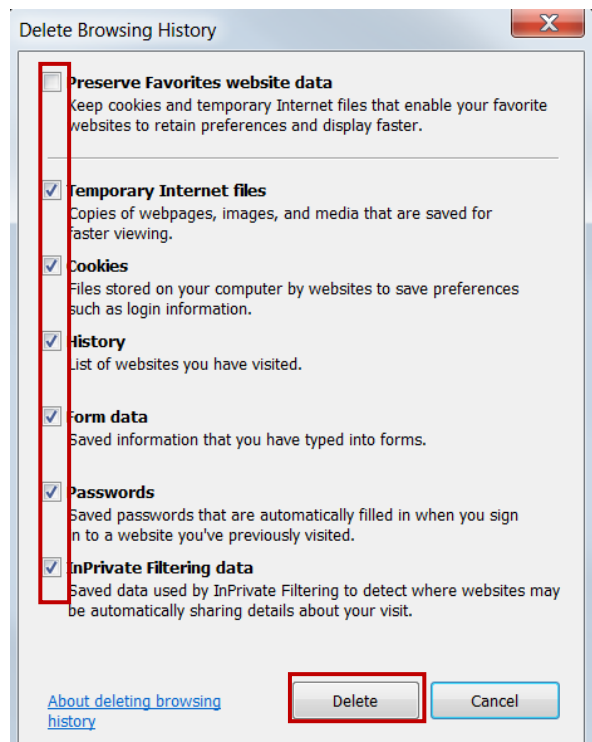 Delete Browsing History
Preserve Favorites website data
Keep cookies and temporary Internet files that enable your favorite
websites to retain preferences and display faster.
Temporary Internet files
Copies of webpages, images, and media that are saved for
faster viewing.
Cookies
Files stored on your computer by websites to save preferences
such as login information.
History
List of websites you have visited.
Form data
Saved information that you have typed into forms.
Passwords
Saved passwords that are automatically filled in when you sign
in to a website you've previously visited.
InPrivate Filtering data
Saved data used by InPrivate Filtering to detect where websites may
be automatically sharing details about your visit.
About deleting browsing
history
Delete
Cancel